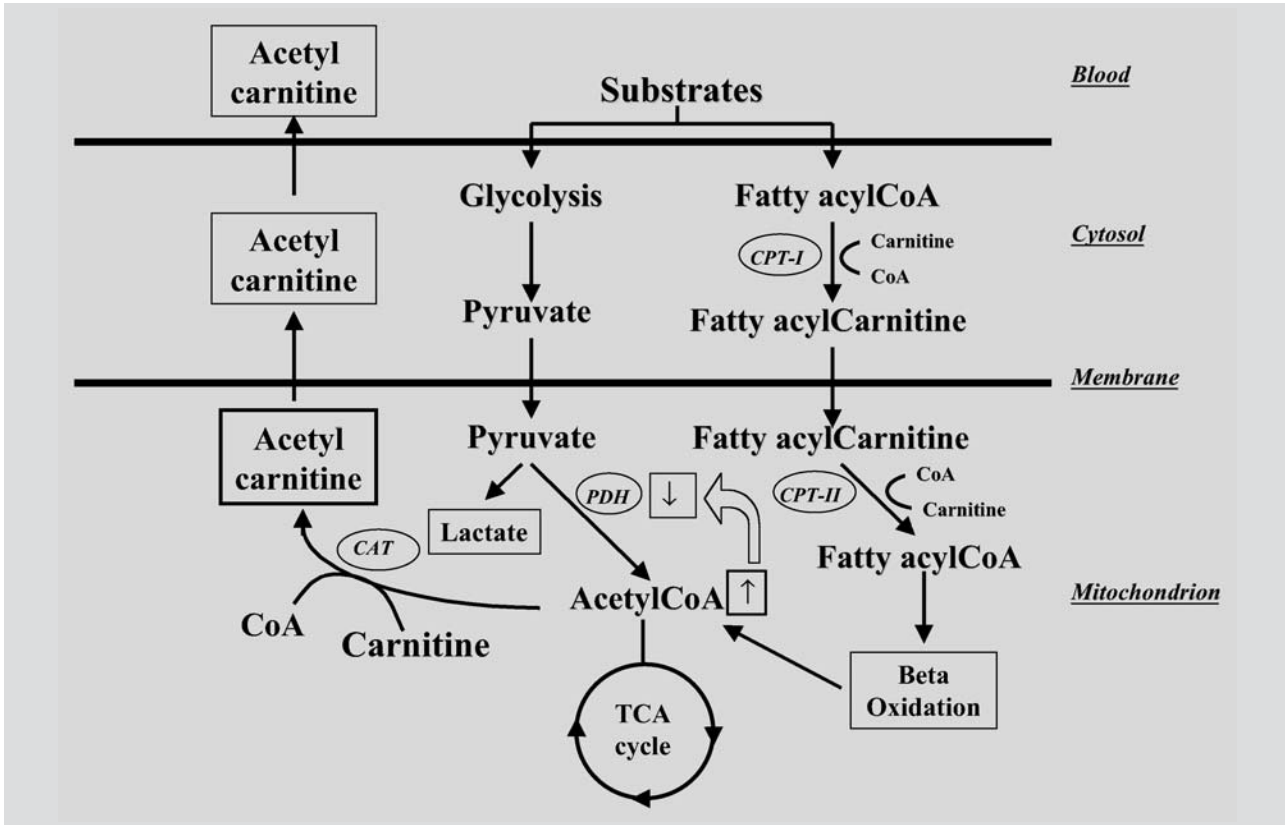 Acetyl
carnitine
Substrates
Blood
Glycolysis
Fatty acylCoA
Acetyl
carnitine
CPT-I
Carnitine
CoA
Cytosol
Pyruvate
Fatty acylCarnitine
Membrane
Acetyl
carnitine
Pyruvate
Fatty acylCarnitine
PDH
↓
CPT-II
CoA
Carnitine
Lactate
CAT
Fatty acylCoA
AcetylCoA
↑
Mitochondrion
CoA
Carnitine
Beta
Oxidation
TCA
cycle